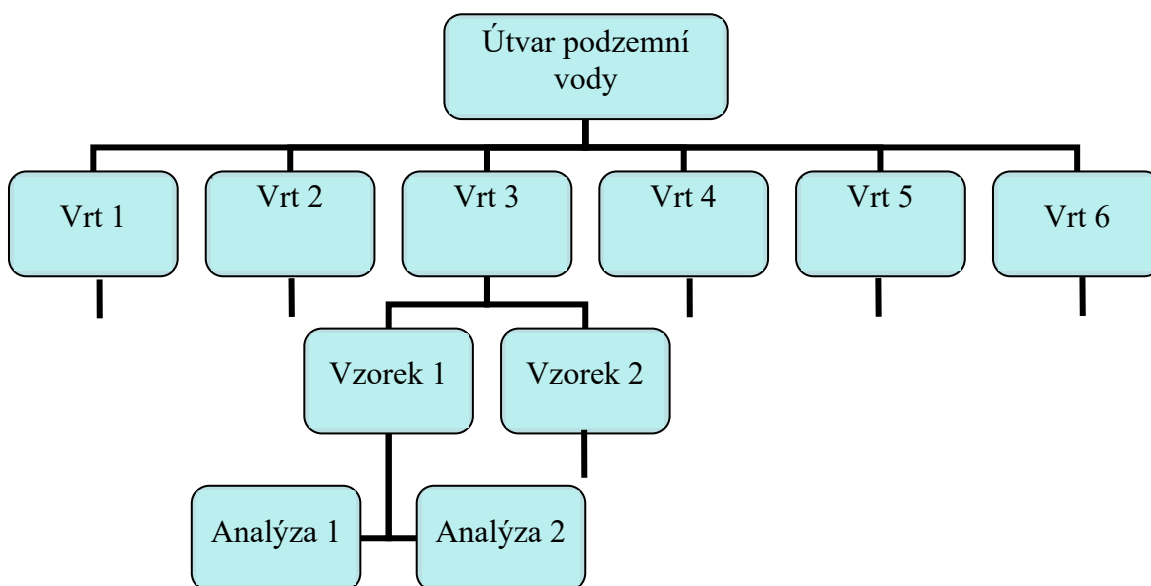 Útvar podzemní
vody
Vrt 1
Vrt 2
Vrt 3
Vrt 4
Vrt 5
Vrt 6
Vzorek 1
Vzorek 2
Analýza 1
Analýza 2